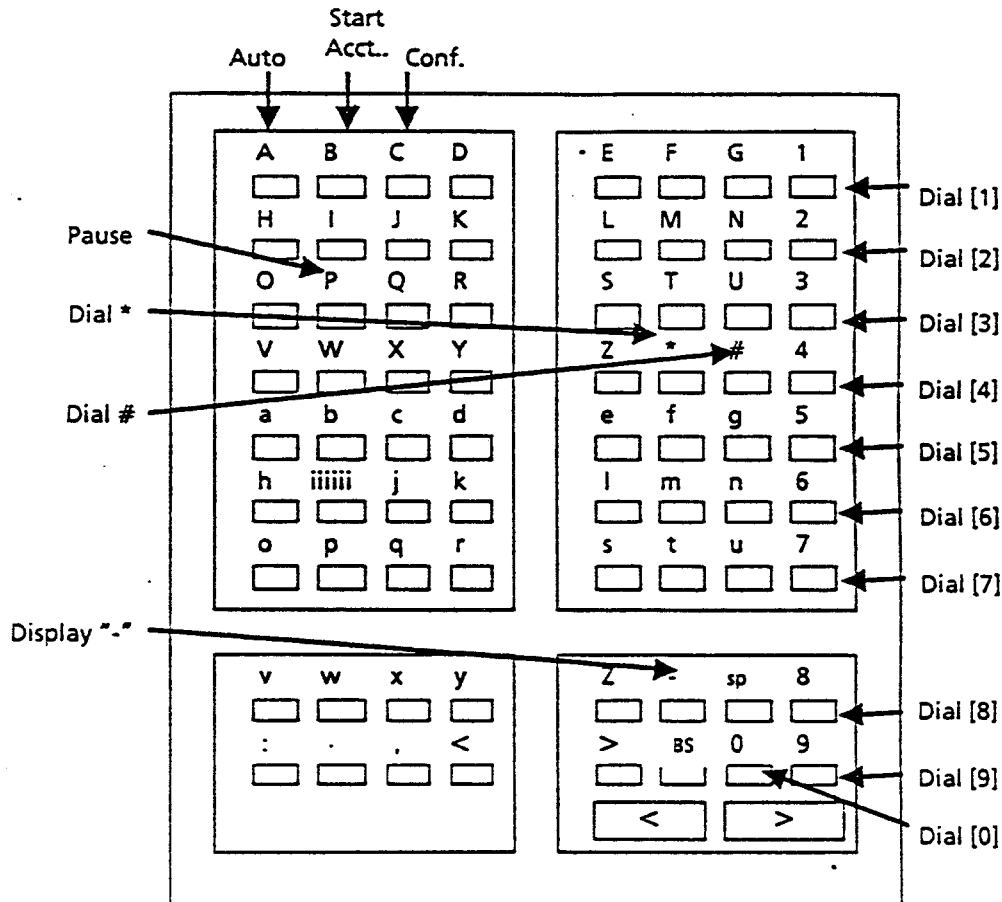 Start
Acct..
Auto
Conf.
A B C D E F G 1
Dial [1]
H I J K L M N 2
Pause
Dial [2]
O P Q R S T U 3
Dial *
Dial [3]
V W X Y Z * # 4
Dial [4]
Dial #
a b c d e f g 5
Dial [5]
h iiiiii j k l m n 6
Dial [6]
o p q r s t u 7
Dial [7]
Display "-"
v w x y Z - sp 8
Dial [8]
: . , < > BS 0 9
Dial [9]
< >
Dial [0]